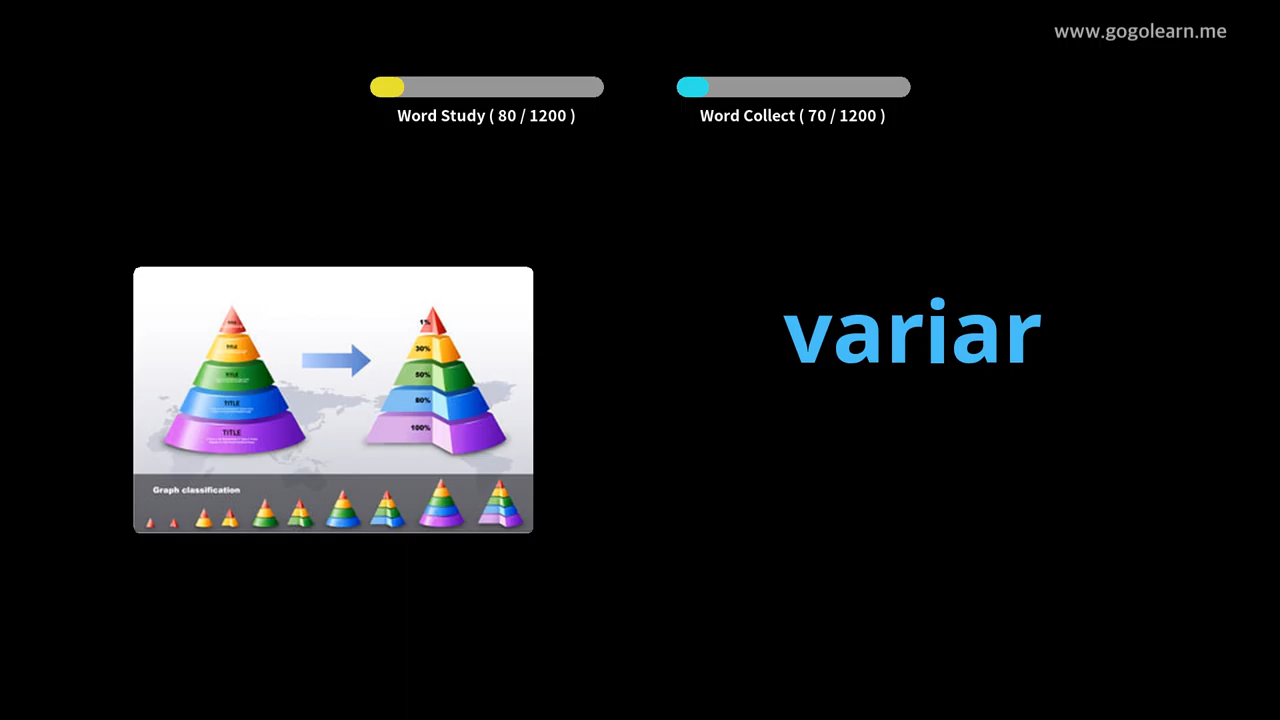 www.gogolearn.me
Word Study ( 80 / 1200 )
Word Collect ( 70 / 1200 )
variar
TITLE
TITLE
TITLE
TITLE
1%
30%
50%
80%
100%
Graph classification